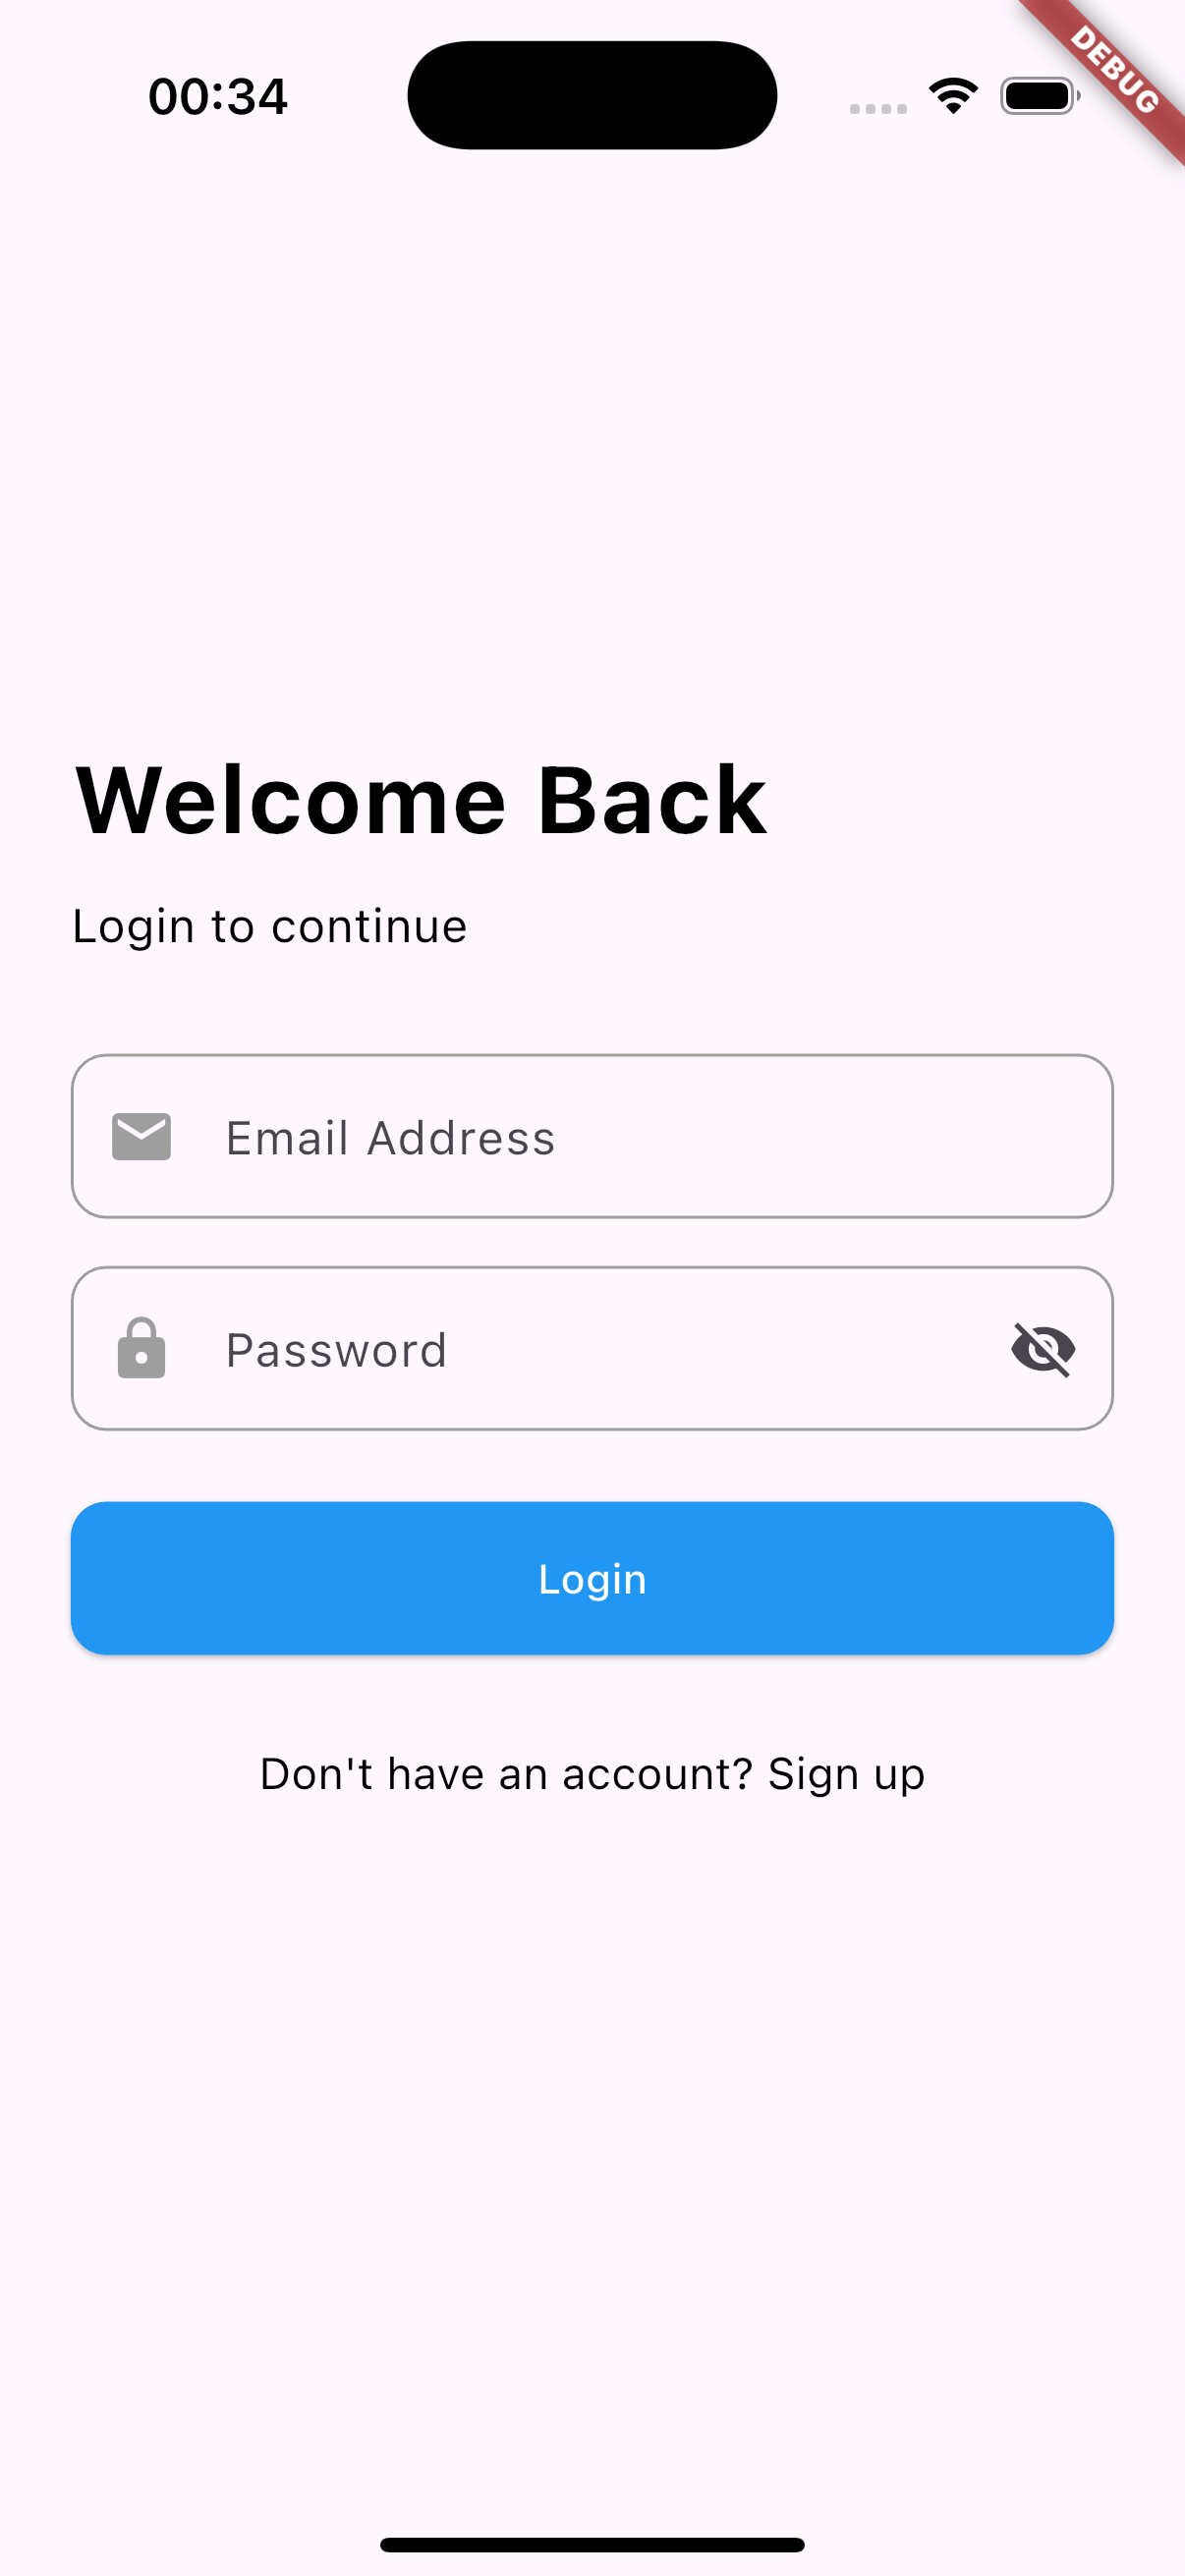 00:34
DEBUG
Welcome Back
Login to continue
Email Address
Password
Login
Don't have an account? Sign up